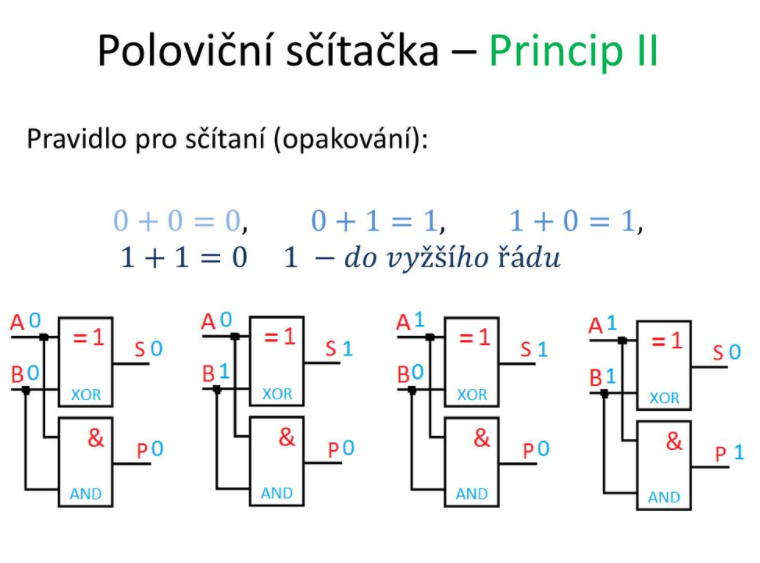 Poloviční sčítačka – Princip II
Pravidlo pro sčítaní (opakování):
0 + 0 = 0, 0 + 1 = 1, 1 + 0 = 1,
1 + 1 = 0 1 − do vyžšího řádu
A 0
= 1
S 0
B 0
XOR
&
P 0
AND
A 0
= 1
S 1
B 1
XOR
&
P 0
AND
A 1
= 1
S 1
B 0
XOR
&
P 0
AND
A 1
= 1
S 0
B 1
XOR
&
P 1
AND